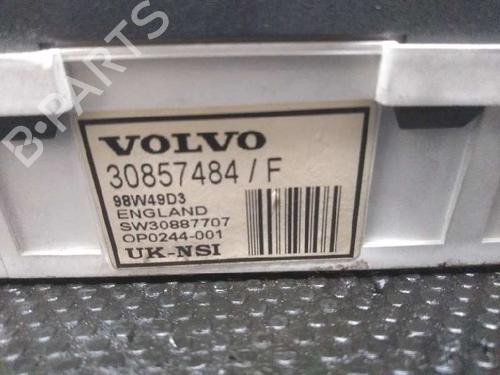 B-PARTS
VOLVO
30857484/F
98W49D3
ENGLAND
SW30887707
OP0244-001
UK-NSI